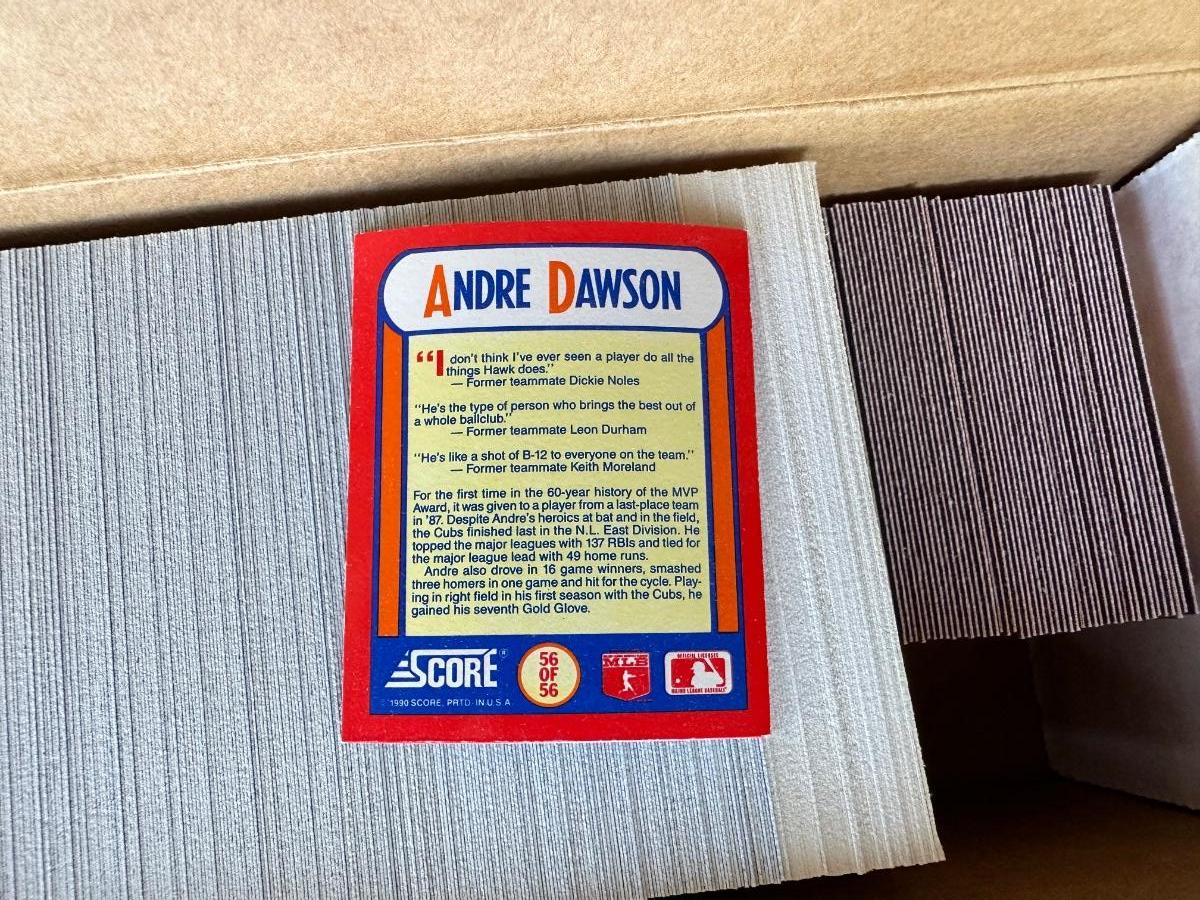 ANDRE DAWSON
“I don't think I've ever seen a player do all the
things Hawk does.”
— Former teammate Dickie Noles
“He's the type of person who brings the best out of
a whole ballclub.”
— Former teammate Leon Durham
“He's like a shot of B-12 to everyone on the team.”
— Former teammate Keith Moreland
For the first time in the 60-year history of the MVP
Award, it was given to a player from a last-place team
in '87. Despite Andre's heroics at bat and in the field,
the Cubs finished last in the N.L. East Division. He
topped the major leagues with 137 RBIs and tied for
the major league lead with 49 home runs.
Andre also drove in 16 game winners, smashed
three homers in one game and hit for the cycle. Play-
ing in right field in his first season with the Cubs, he
gained his seventh Gold Glove.
SCORE®
1990 SCORE, PRTD. IN U.S.A.
56
OF
56
MLB
OFFICIAL LICENSEE
MAJOR LEAGUE BASEBALL